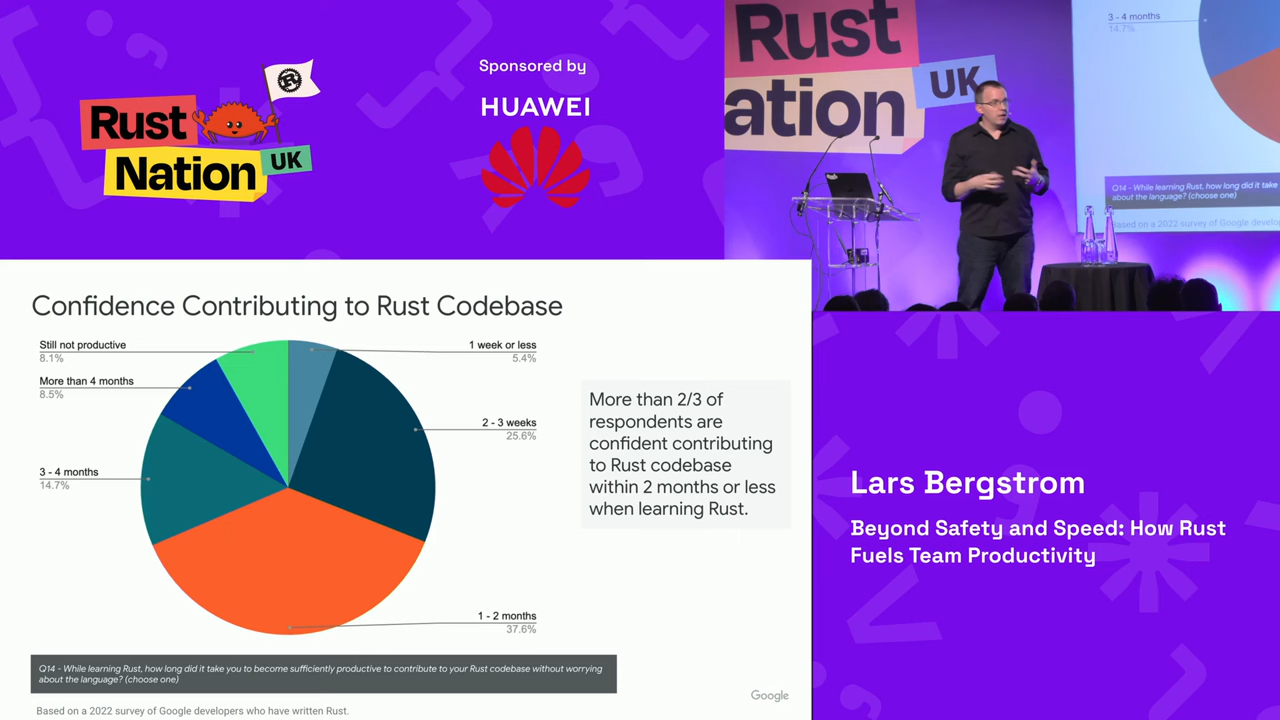 Rust
Nation
UK
Sponsored by
HUAWEI
Rust
ation
UK
3 - 4 months
14.7%
Q14 - While learning Rust, how long did it take
about the language? (choose one)
Based on a 2022 survey of Google develop
Confidence Contributing to Rust Codebase
Still not productive
8.1%
More than 4 months
8.5%
3 - 4 months
14.7%
1 week or less
5.4%
2 - 3 weeks
25.6%
1 - 2 months
37.6%
More than 2/3 of
respondents are
confident contributing
to Rust codebase
within 2 months or less
when learning Rust.
Q14 - While learning Rust, how long did it take you to become sufficiently productive to contribute to your Rust codebase without worrying
about the language? (choose one)
Based on a 2022 survey of Google developers who have written Rust.
Google
Lars Bergstrom
Beyond Safety and Speed: How Rust
Fuels Team Productivity